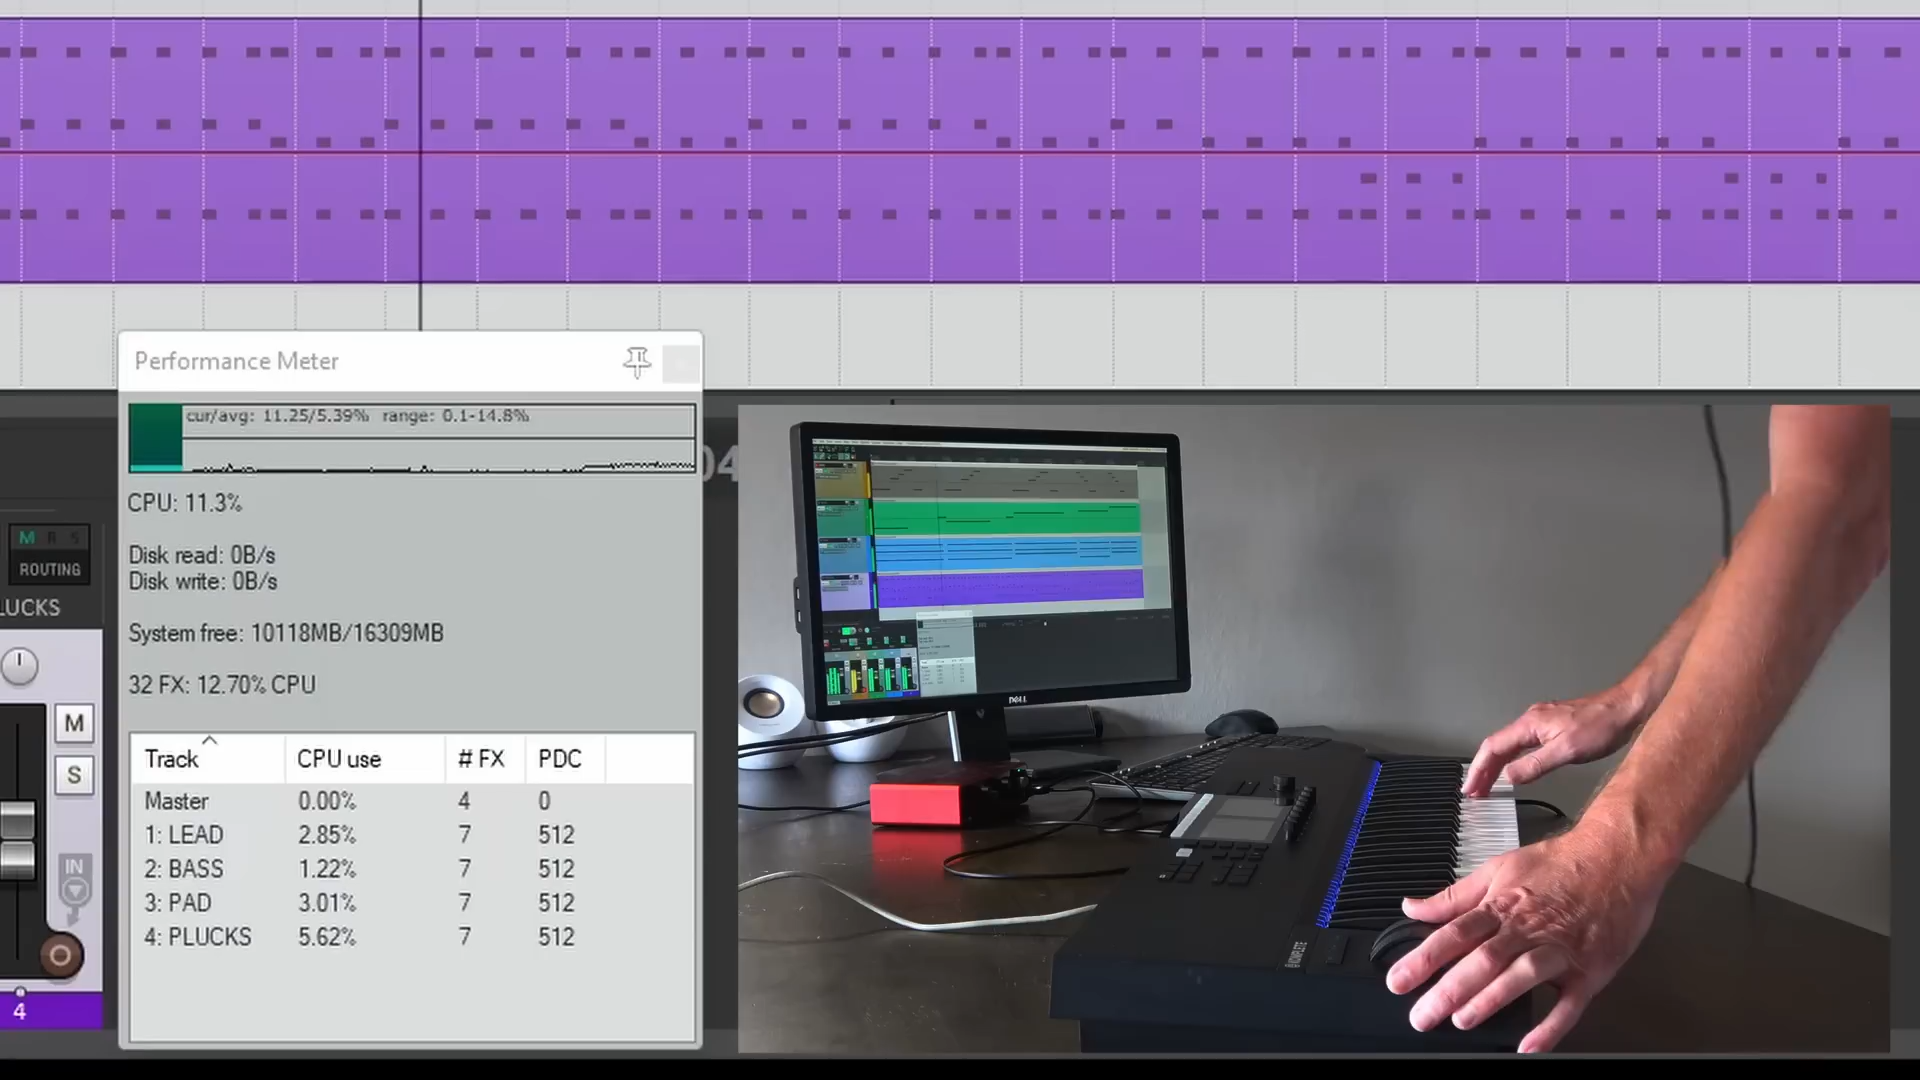 Performance Meter
cur/avg: 11.25/5.39% range: 0.1-14.8%
04
CPU: 11.3%
Disk read: 0B/s
Disk write: 0B/s
System free: 10118MB/16309MB
32 FX: 12.70% CPU
Track CPU use # FX PDC
Master 0.00% 4 0
1: LEAD 2.85% 7 512
2: BASS 1.22% 7 512
3: PAD 3.01% 7 512
4: PLUCKS 5.62% 7 512
M R S
ROUTING
LUCKS
M
S
IN
4
DELL
KOMPLETE